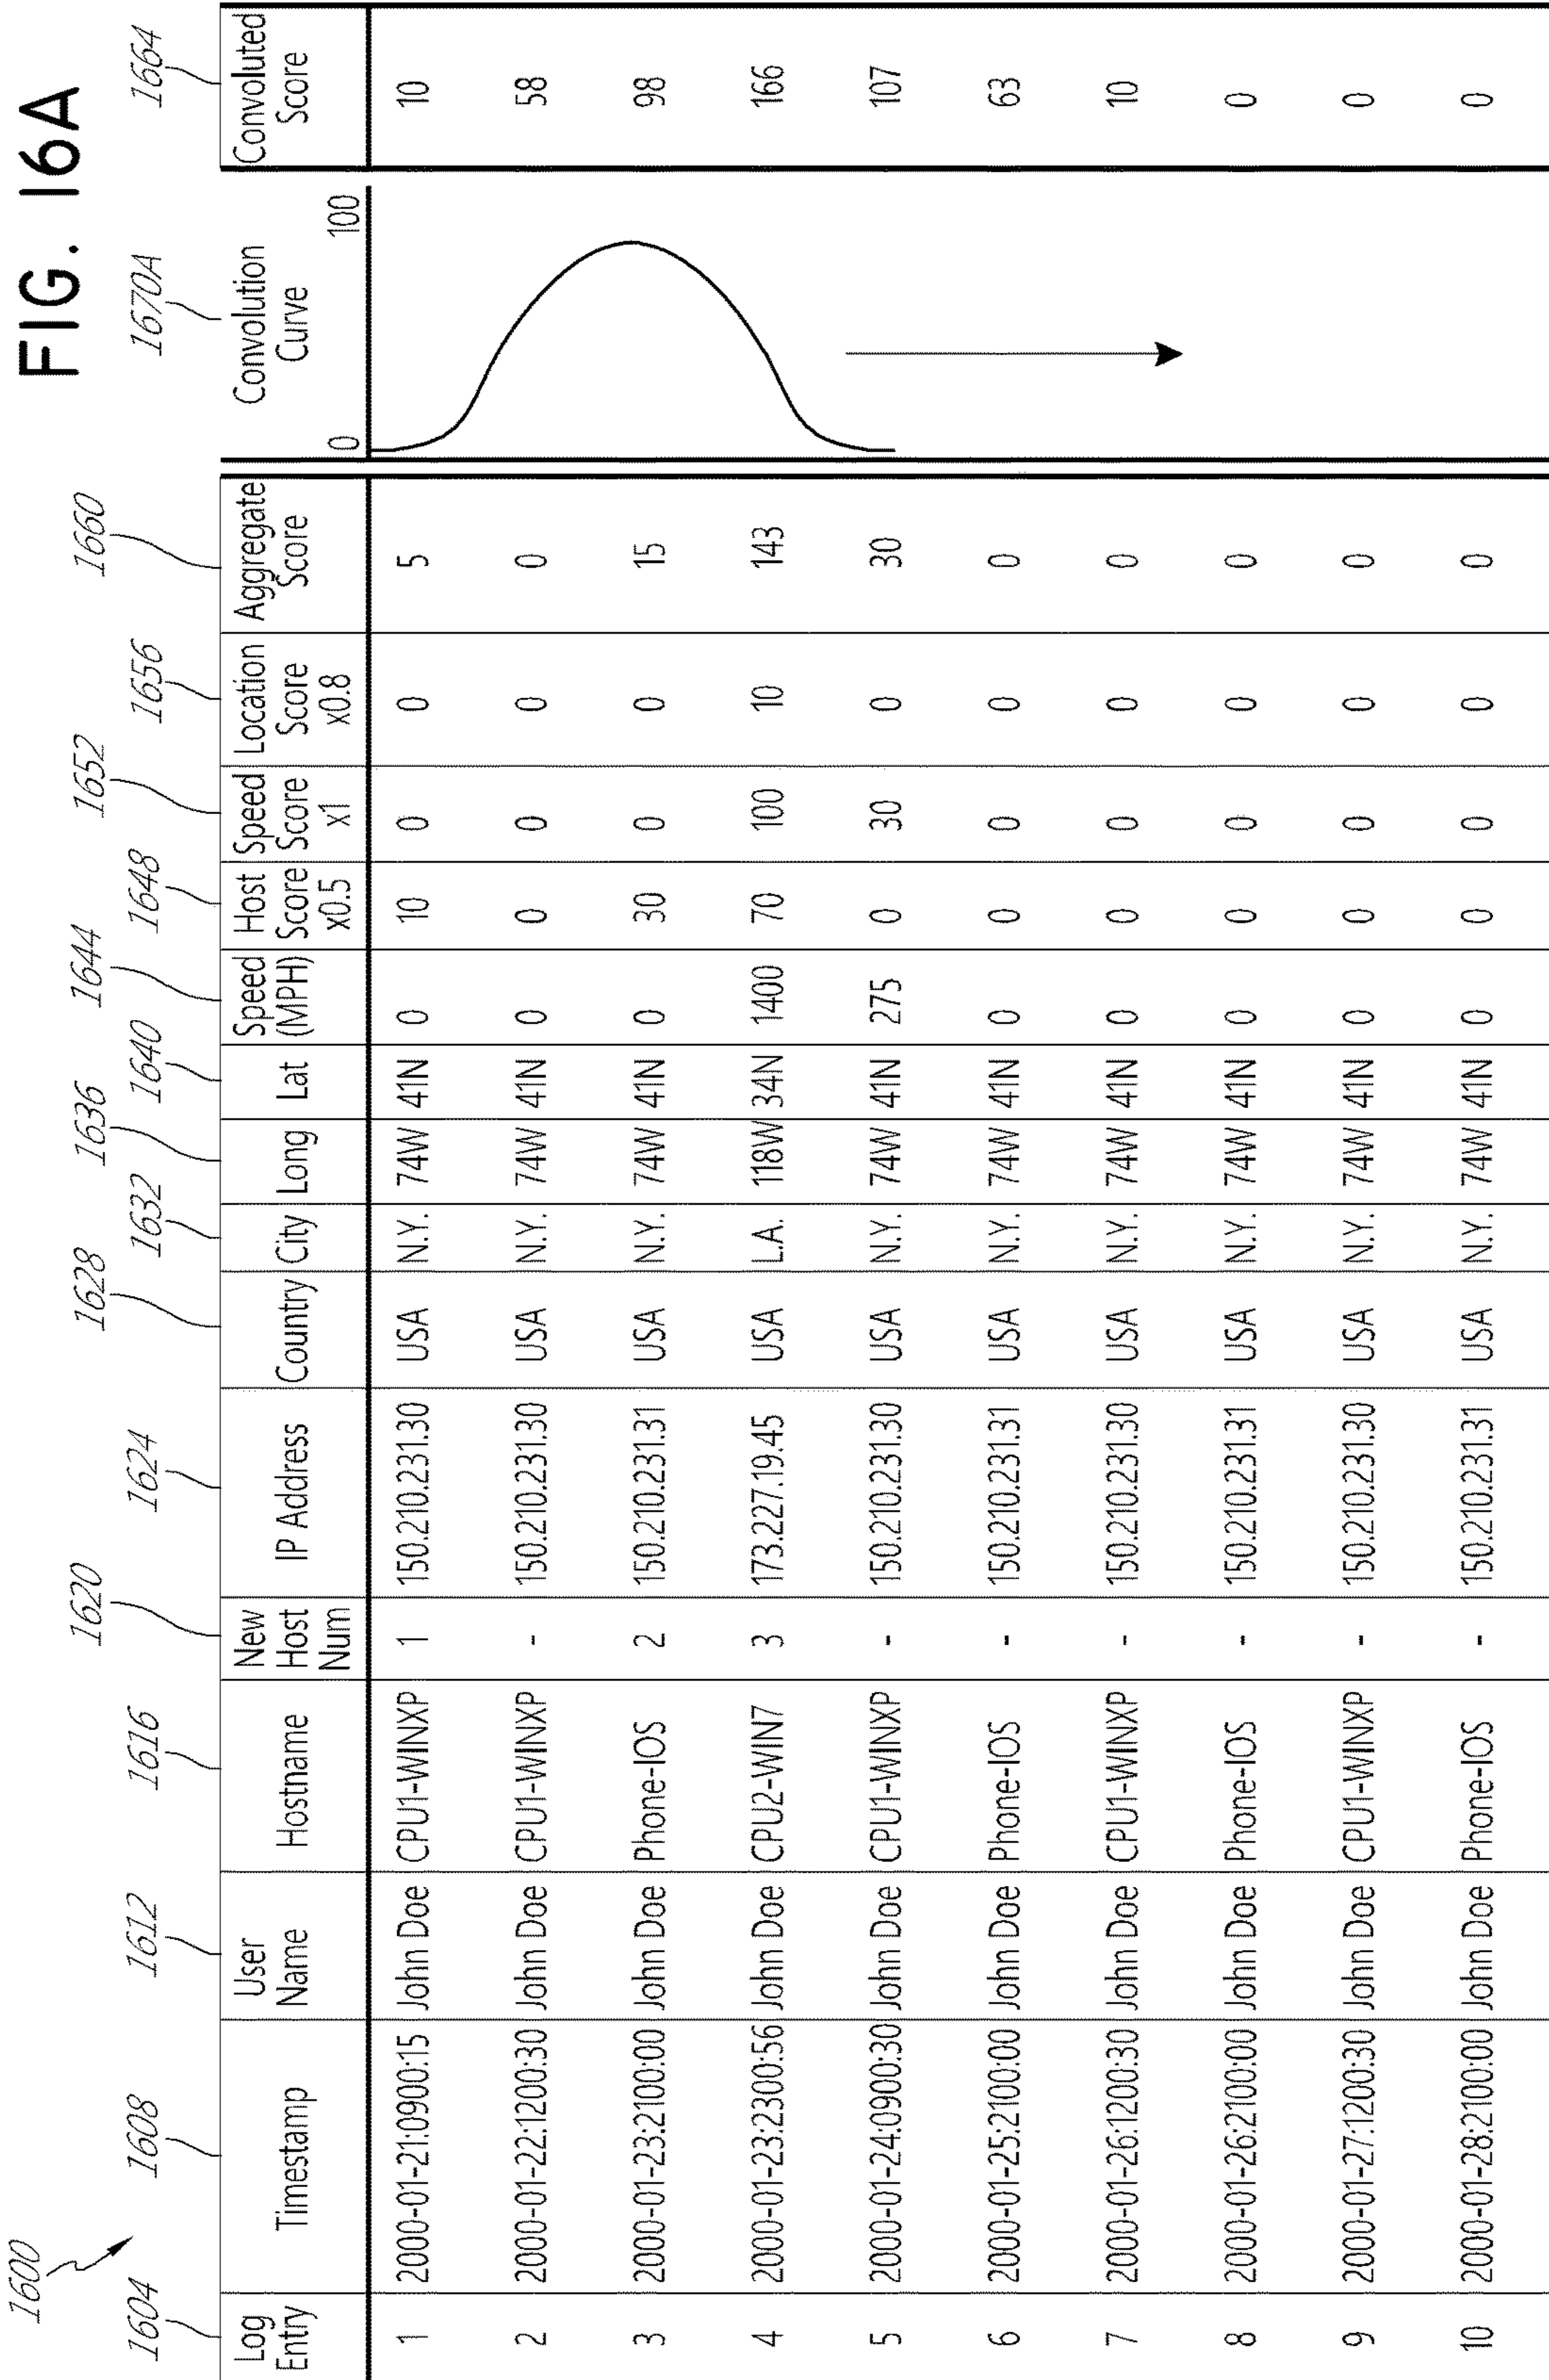 FIG. 16A
1600
1604 1608 1612 1616 1620 1624 1628 1632 1636 1640 1644 1648 1652 1656 1660 1670A 1664
Log Entry Timestamp User Name Hostname New Host Num IP Address Country City Long Lat Speed (MPH) Host Score x0.5 Speed Score x1 Location Score x0.8 Aggregate Score Convolution Curve Convoluted Score
0 100
1 2000-01-21:0900:15 John Doe CPU1-WINXP 1 150.210.231.30 USA N.Y. 74W 41N 0 10 0 0 5 10
2 2000-01-22:1200:30 John Doe CPU1-WINXP - 150.210.231.30 USA N.Y. 74W 41N 0 0 0 0 0 58
3 2000-01-23:2100:00 John Doe Phone-IOS 2 150.210.231.31 USA N.Y. 74W 41N 0 30 0 0 15 98
4 2000-01-23:2300:56 John Doe CPU2-WIN7 3 173.227.19.45 USA L.A. 118W 34N 1400 70 100 10 143 166
5 2000-01-24:0900:30 John Doe CPU1-WINXP - 150.210.231.30 USA N.Y. 74W 41N 275 0 30 0 30 107
6 2000-01-25:2100:00 John Doe Phone-IOS - 150.210.231.31 USA N.Y. 74W 41N 0 0 0 0 0 63
7 2000-01-26:1200:30 John Doe CPU1-WINXP - 150.210.231.30 USA N.Y. 74W 41N 0 0 0 0 0 10
8 2000-01-26:2100:00 John Doe Phone-IOS - 150.210.231.31 USA N.Y. 74W 41N 0 0 0 0 0 0
9 2000-01-27:1200:30 John Doe CPU1-WINXP - 150.210.231.30 USA N.Y. 74W 41N 0 0 0 0 0 0
10 2000-01-28:2100:00 John Doe Phone-IOS - 150.210.231.31 USA N.Y. 74W 41N 0 0 0 0 0 0